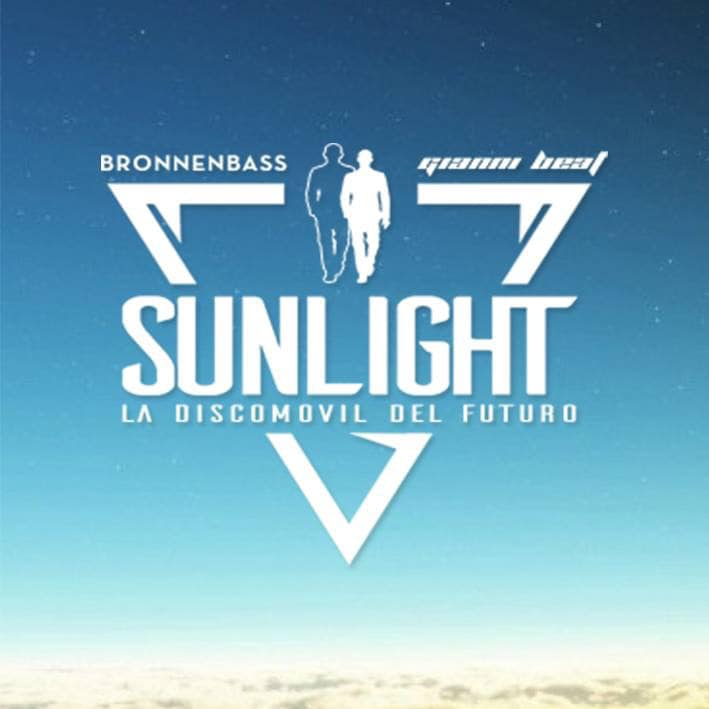 BRONNENBASS
gianni beat
SUNLIGHT
LA DISCOMOVIL DEL FUTURO